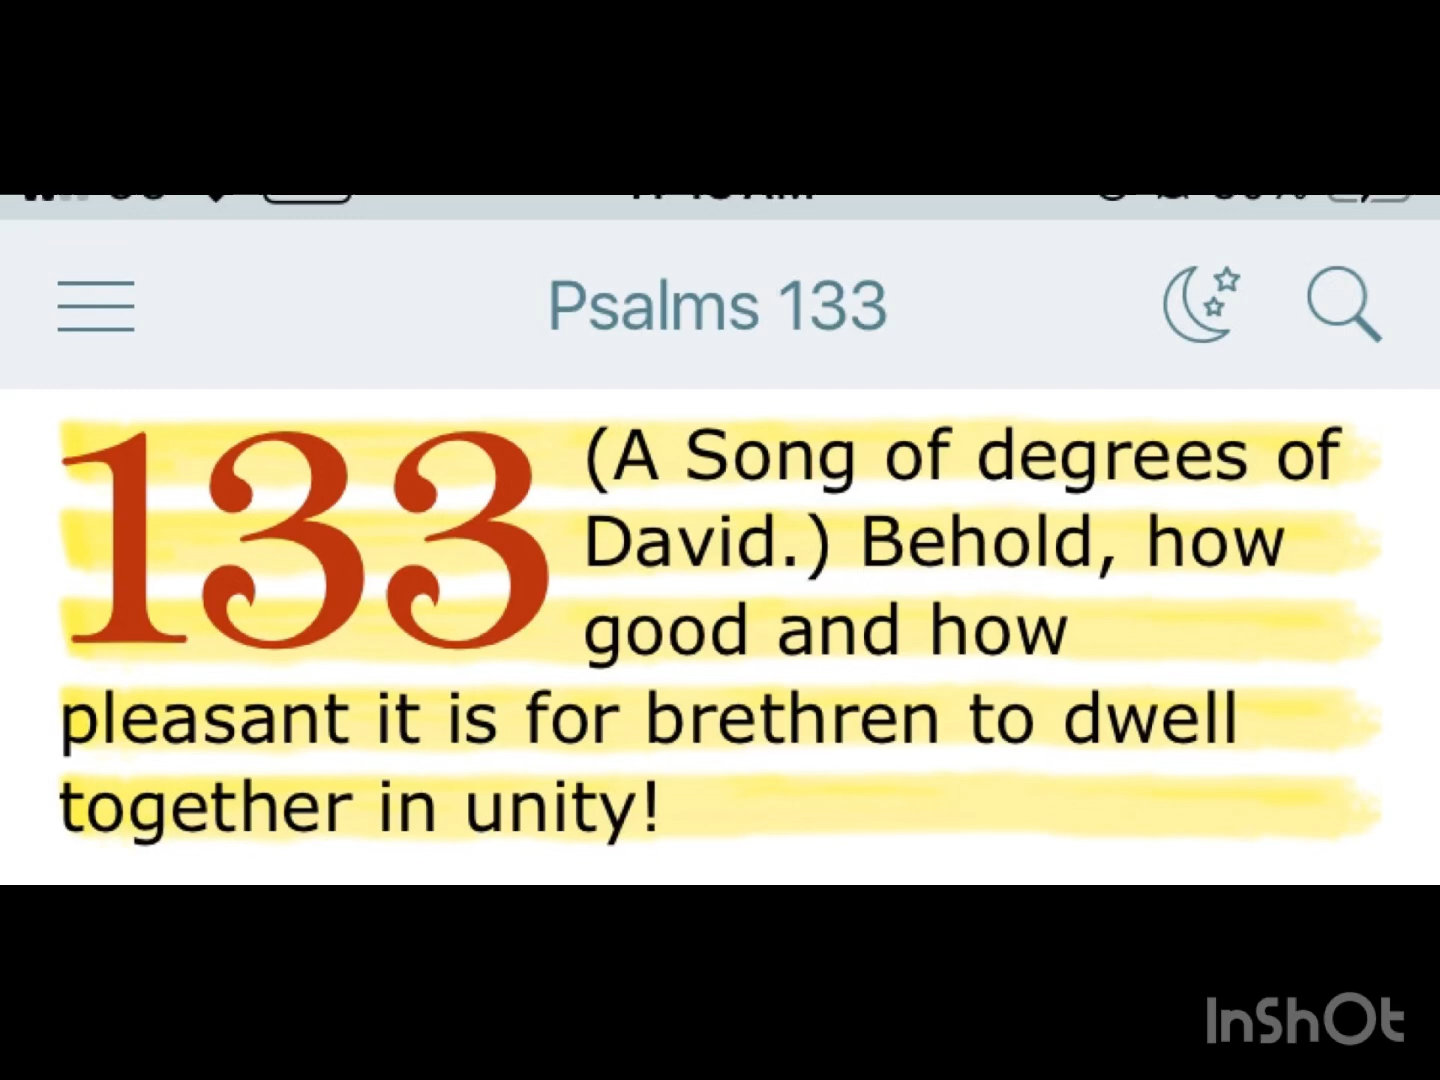 Psalms 133
133 (A Song of degrees of
David.) Behold, how
good and how
pleasant it is for brethren to dwell
together in unity!
InShOt